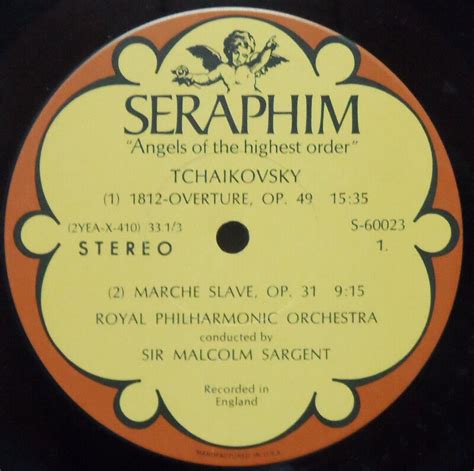 SERAPHIM
"Angels of the highest order"
TCHAIKOVSKY
(1) 1812-OVERTURE, OP. 49 15:35
(2YEA-X-410) 33.1/3 S-60023
STEREO 1.
(2) MARCHE SLAVE, OP. 31 9:15
ROYAL PHILHARMONIC ORCHESTRA
conducted by
SIR MALCOLM SARGENT
Recorded in
England
MANUFACTURED IN U.S.A.